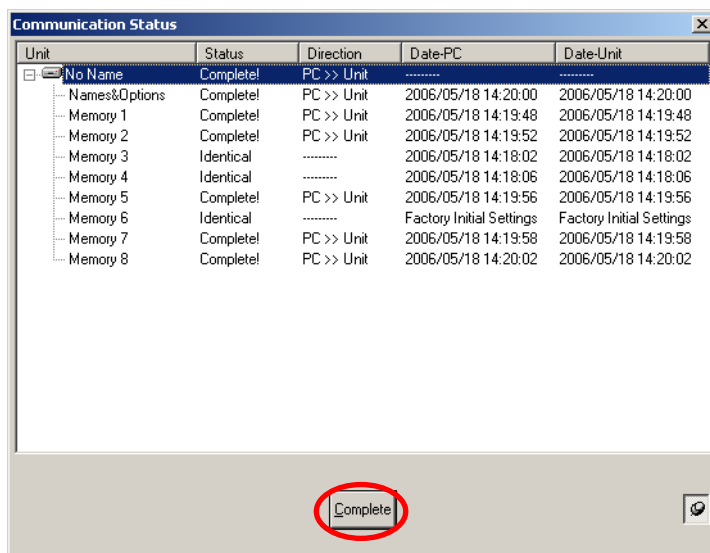 Communication Status
Unit Status Direction Date-PC Date-Unit
No Name Complete! PC >> Unit --------- ---------
Names&Options Complete! PC >> Unit 2006/05/18 14:20:00 2006/05/18 14:20:00
Memory 1 Complete! PC >> Unit 2006/05/18 14:19:48 2006/05/18 14:19:48
Memory 2 Complete! PC >> Unit 2006/05/18 14:19:52 2006/05/18 14:19:52
Memory 3 Identical --------- 2006/05/18 14:18:02 2006/05/18 14:18:02
Memory 4 Identical --------- 2006/05/18 14:18:06 2006/05/18 14:18:06
Memory 5 Complete! PC >> Unit 2006/05/18 14:19:56 2006/05/18 14:19:56
Memory 6 Identical --------- Factory Initial Settings Factory Initial Settings
Memory 7 Complete! PC >> Unit 2006/05/18 14:19:58 2006/05/18 14:19:58
Memory 8 Complete! PC >> Unit 2006/05/18 14:20:02 2006/05/18 14:20:02
Complete